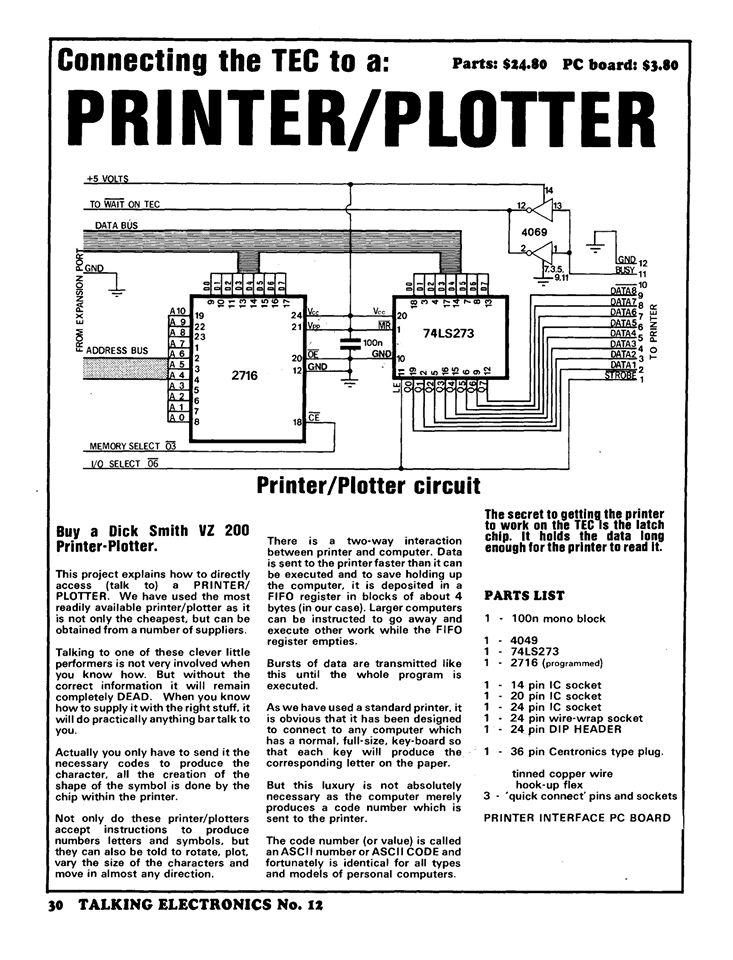 Connecting the TEC to a:
Parts: $24.80 PC board: $3.80
PRINTER/PLOTTER
+5 VOLTS
14
TO WAIT ON TEC
12
13
DATA BUS
4069
2
1
7.3.5.
9.11
GND
GND 12
BUSY 11
10
FROM EXPANSION PORT
D0 D1 D2 D3 D4 D5 D6 D7
9 10 11 13 14 15 16 17
D0 D1 D2 D3 D4 D5 D6 D7
18 3 4 17 14 7 8 13
DATA8 9
DATA7 8
DATA6 7
DATA5 6
DATA4 5
DATA3 4
DATA2 3
DATA1 2
STROBE 1
TO PRINTER
A10 19
A 9 22
A 8 23
A 7 1
A 6 2
A 5 3
A 4 4
A 3 5
A 2 6
A 1 7
A 0 8
ADDRESS BUS
2716
24 Vcc
21 Vpp
20 OE
12 GND
18 CE
100n
Vcc 20
MR 1
GND 10
74LS273
11 19 2 5 16 15 6 9 12
LE O0 O1 O2 O3 O4 O5 O6 O7
MEMORY SELECT 03
I/O SELECT 06
Printer/Plotter circuit
Buy a Dick Smith VZ 200
Printer-Plotter.
This project explains how to directly
access (talk to) a PRINTER/
PLOTTER. We have used the most
readily available printer/plotter as it
is not only the cheapest, but can be
obtained from a number of suppliers.
Talking to one of these clever little
performers is not very involved when
you know how. But without the
correct information it will remain
completely DEAD. When you know
how to supply it with the right stuff, it
will do practically anything bar talk to
you.
Actually you only have to send it the
necessary codes to produce the
character, all the creation of the
shape of the symbol is done by the
chip within the printer.
Not only do these printer/plotters
accept instructions to produce
numbers letters and symbols, but
they can also be told to rotate, plot,
vary the size of the characters and
move in almost any direction.
There is a two-way interaction
between printer and computer. Data
is sent to the printer faster than it can
be executed and to save holding up
the computer, it is deposited in a
FIFO register in blocks of about 4
bytes (in our case). Larger computers
can be instructed to go away and
execute other work while the FIFO
register empties.
Bursts of data are transmitted like
this until the whole program is
executed.
As we have used a standard printer, it
is obvious that it has been designed
to connect to any computer which
has a normal, full-size, key-board so
that each key will produce the
corresponding letter on the paper.
But this luxury is not absolutely
necessary as the computer merely
produces a code number which is
sent to the printer.
The code number (or value) is called
an ASCII number or ASCII CODE and
fortunately is identical for all types
and models of personal computers.
The secret to getting the printer
to work on the TEC is the latch
chip. It holds the data long
enough for the printer to read it.
PARTS LIST
1 - 100n mono block
1 - 4049
1 - 74LS273
1 - 2716 (programmed)
1 - 14 pin IC socket
1 - 20 pin IC socket
1 - 24 pin IC socket
1 - 24 pin wire-wrap socket
1 - 24 pin DIP HEADER
1 - 36 pin Centronics type plug.
tinned copper wire
hook-up flex
3 - 'quick connect' pins and sockets
PRINTER INTERFACE PC BOARD
30 TALKING ELECTRONICS No. 12